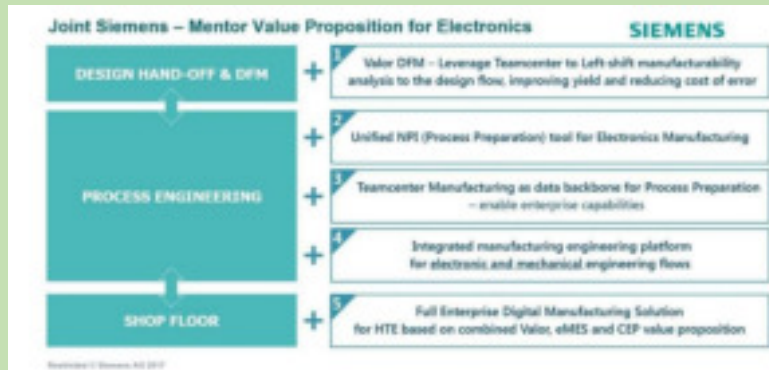 Joint Siemens – Mentor Value Proposition for Electronics
SIEMENS
DESIGN HAND-OFF & DFM
1
Valor DFM – Leverage Teamcenter to Left-shift manufacturability
analysis to the design flow, improving yield and reducing cost of error
PROCESS ENGINEERING
2
Unified NPI (Process Preparation) tool for Electronics Manufacturing
3
Teamcenter Manufacturing as data backbone for Process Preparation
– enable enterprise capabilities
4
Integrated manufacturing engineering platform
for electronic and mechanical engineering flows
SHOP FLOOR
5
Full Enterprise Digital Manufacturing Solution
for HTE based on combined Valor, eMES and CEP value proposition
Restricted © Siemens AG 2017